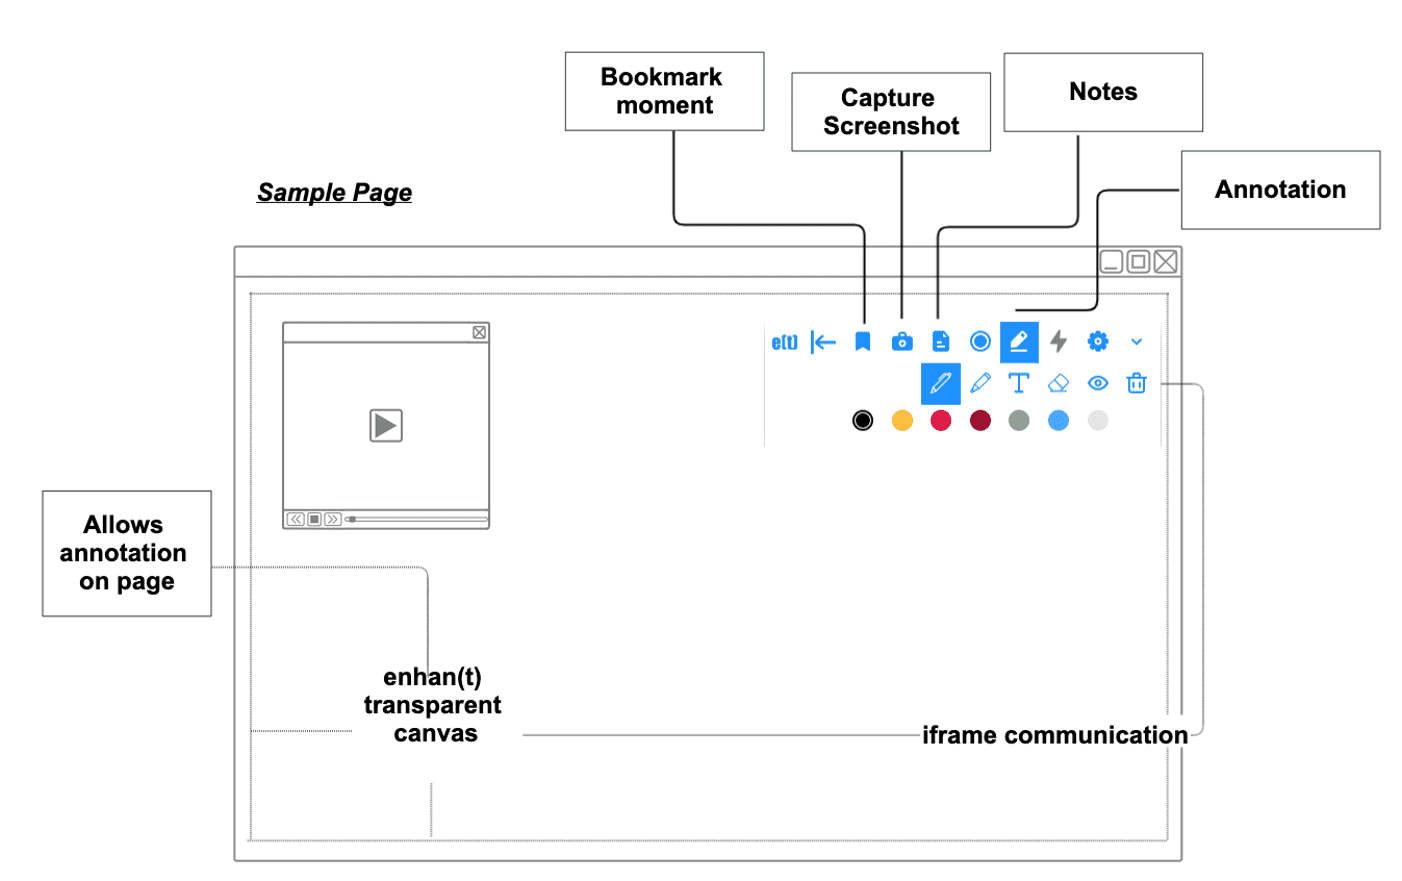 Bookmark
moment
Capture
Screenshot
Notes
Annotation
Sample Page
e(t)
T
Allows
annotation
on page
enhan(t)
transparent
canvas
iframe communication